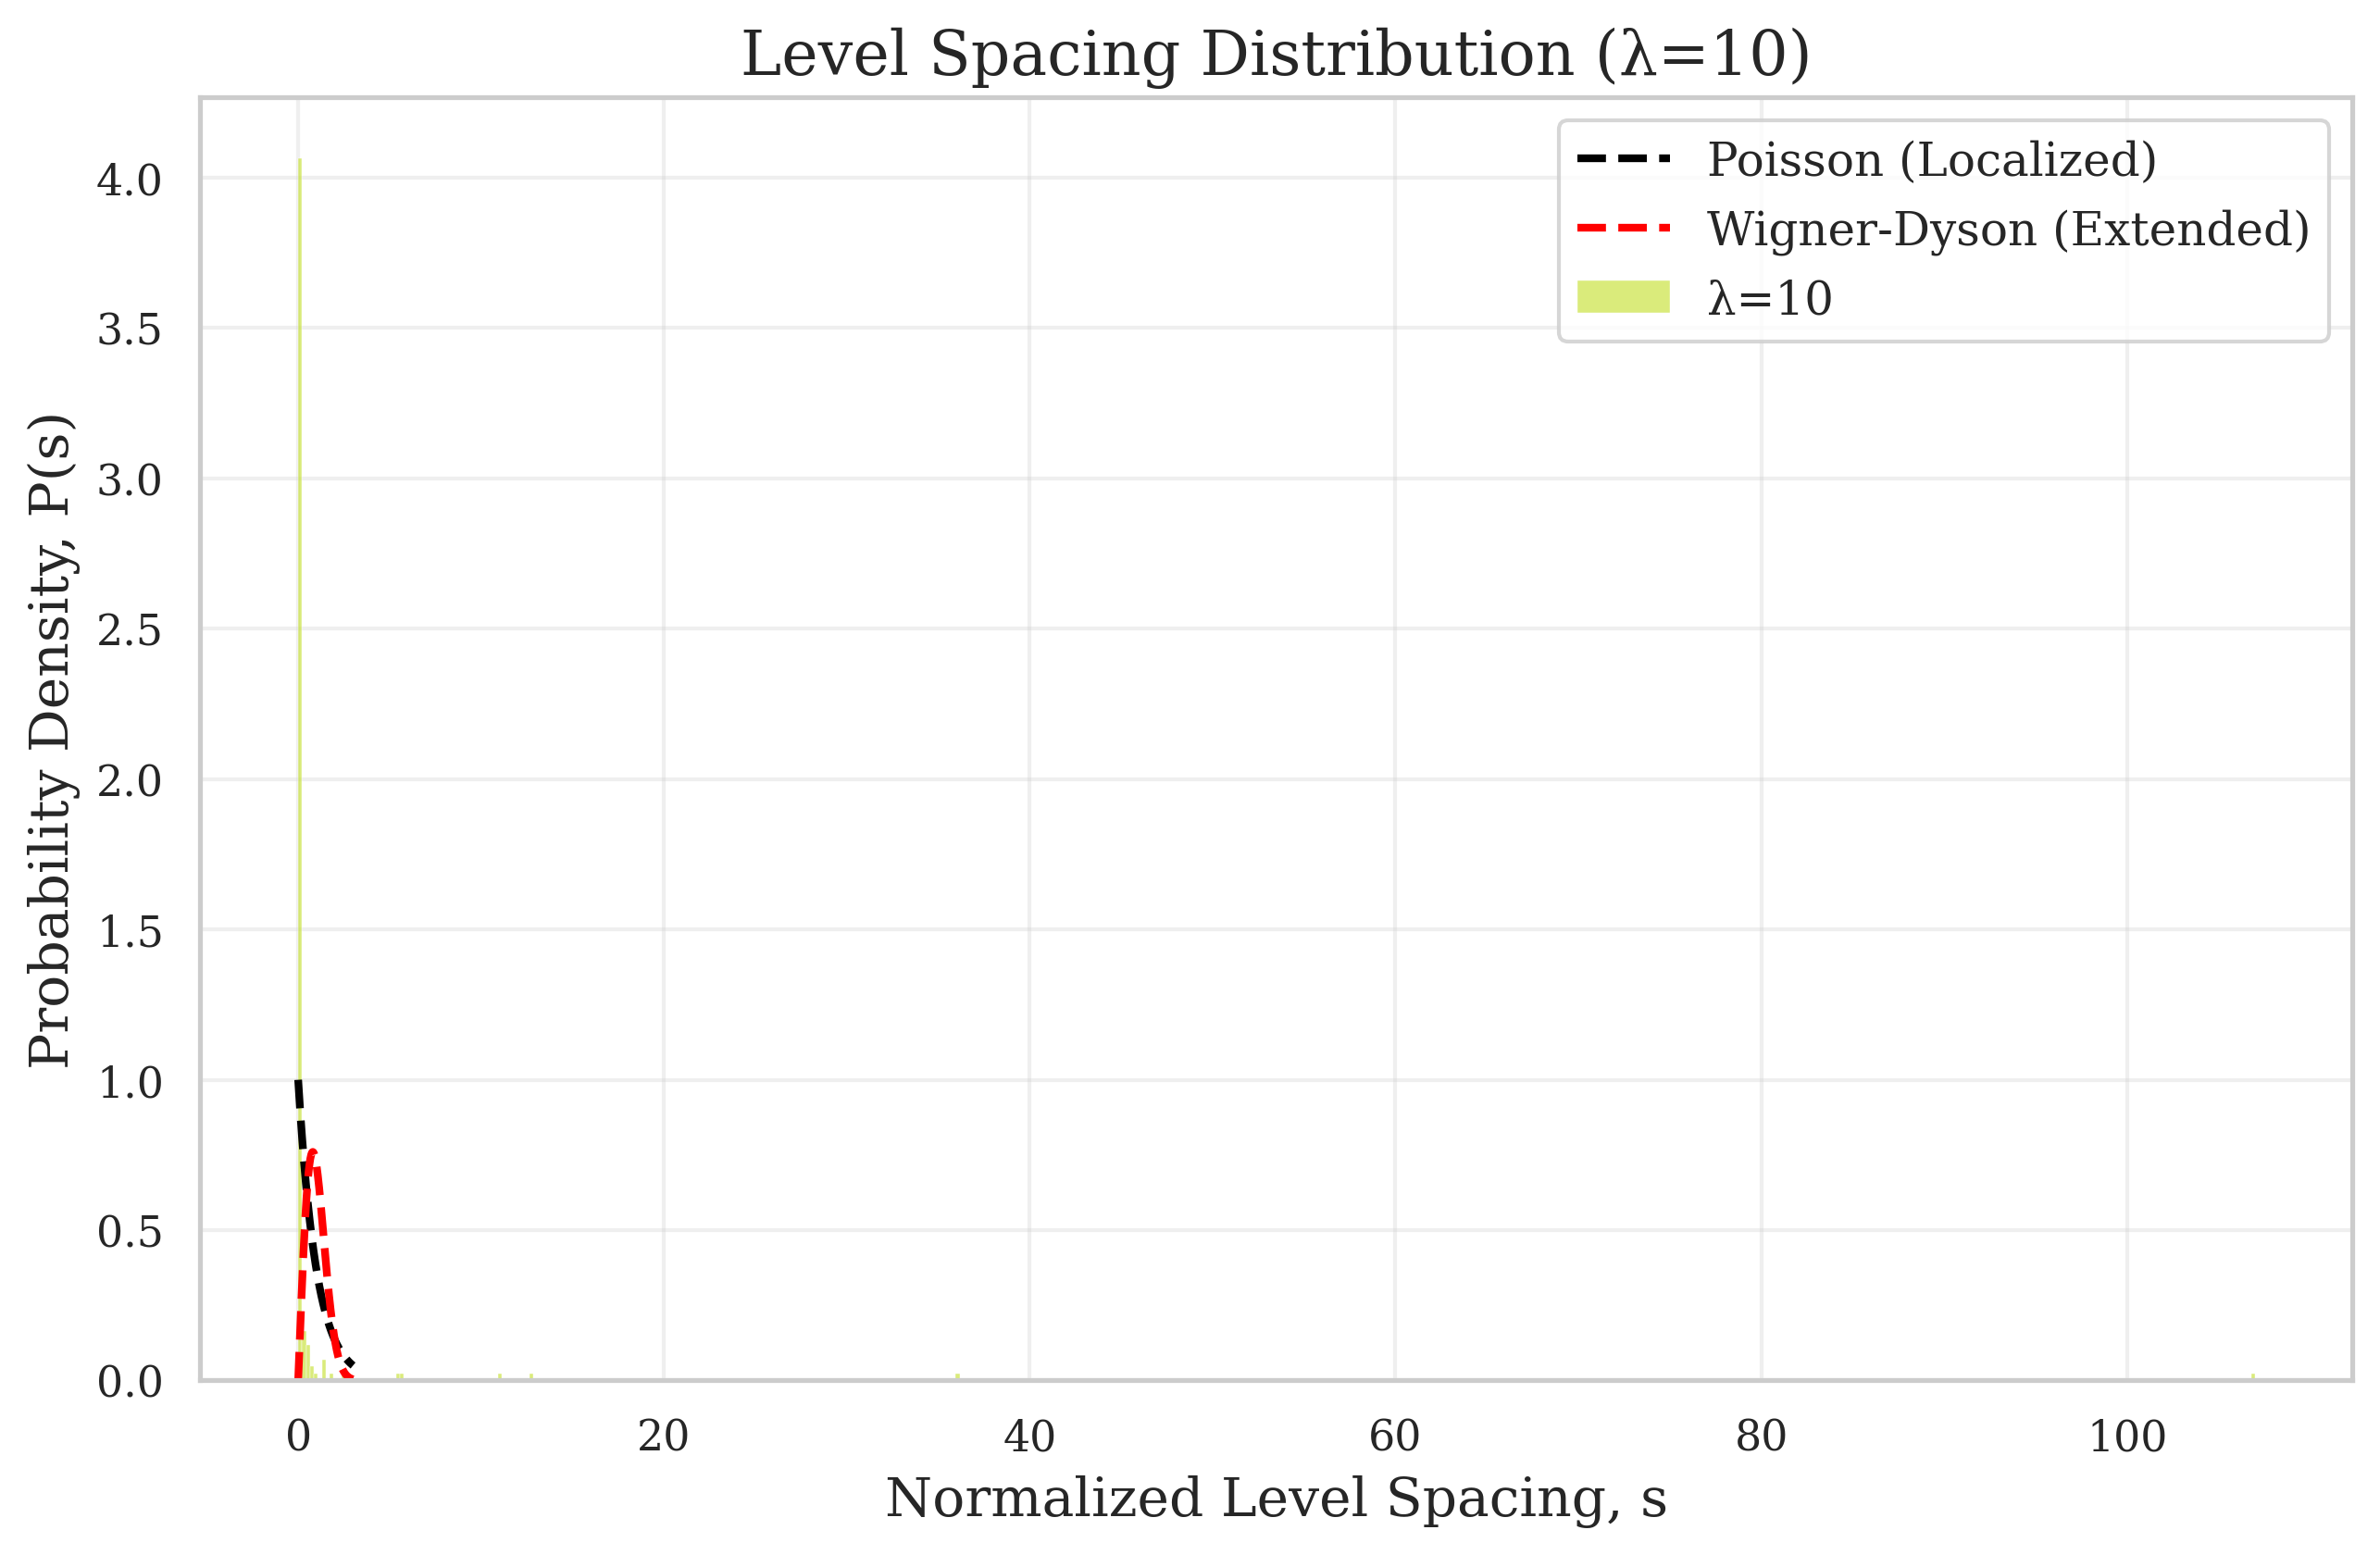 Level Spacing Distribution (λ=10)
Poisson (Localized)
Wigner-Dyson (Extended)
λ=10
Probability Density, P(s)
4.0
3.5
3.0
2.5
2.0
1.5
1.0
0.5
0.0
0 20 40 60 80 100
Normalized Level Spacing, s